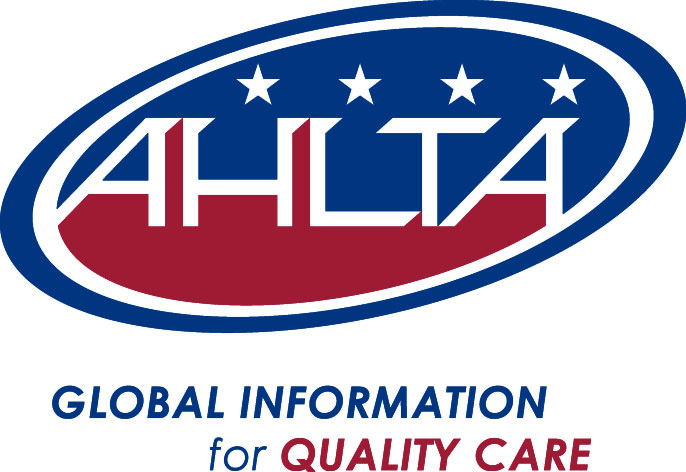 AHLTA
GLOBAL INFORMATION
for QUALITY CARE